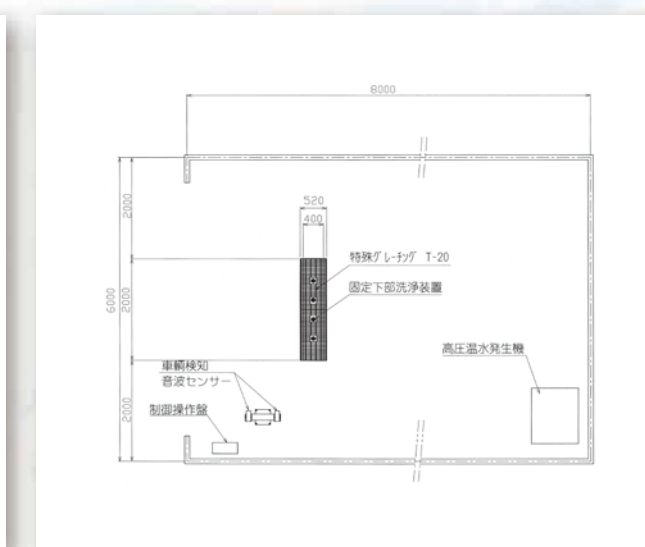 8000
520
400
2000
6000
2000
2000
特殊グレーチング T-20
固定下部洗浄装置
高圧温水発生機
車輌検知
音波センサー
制御操作盤